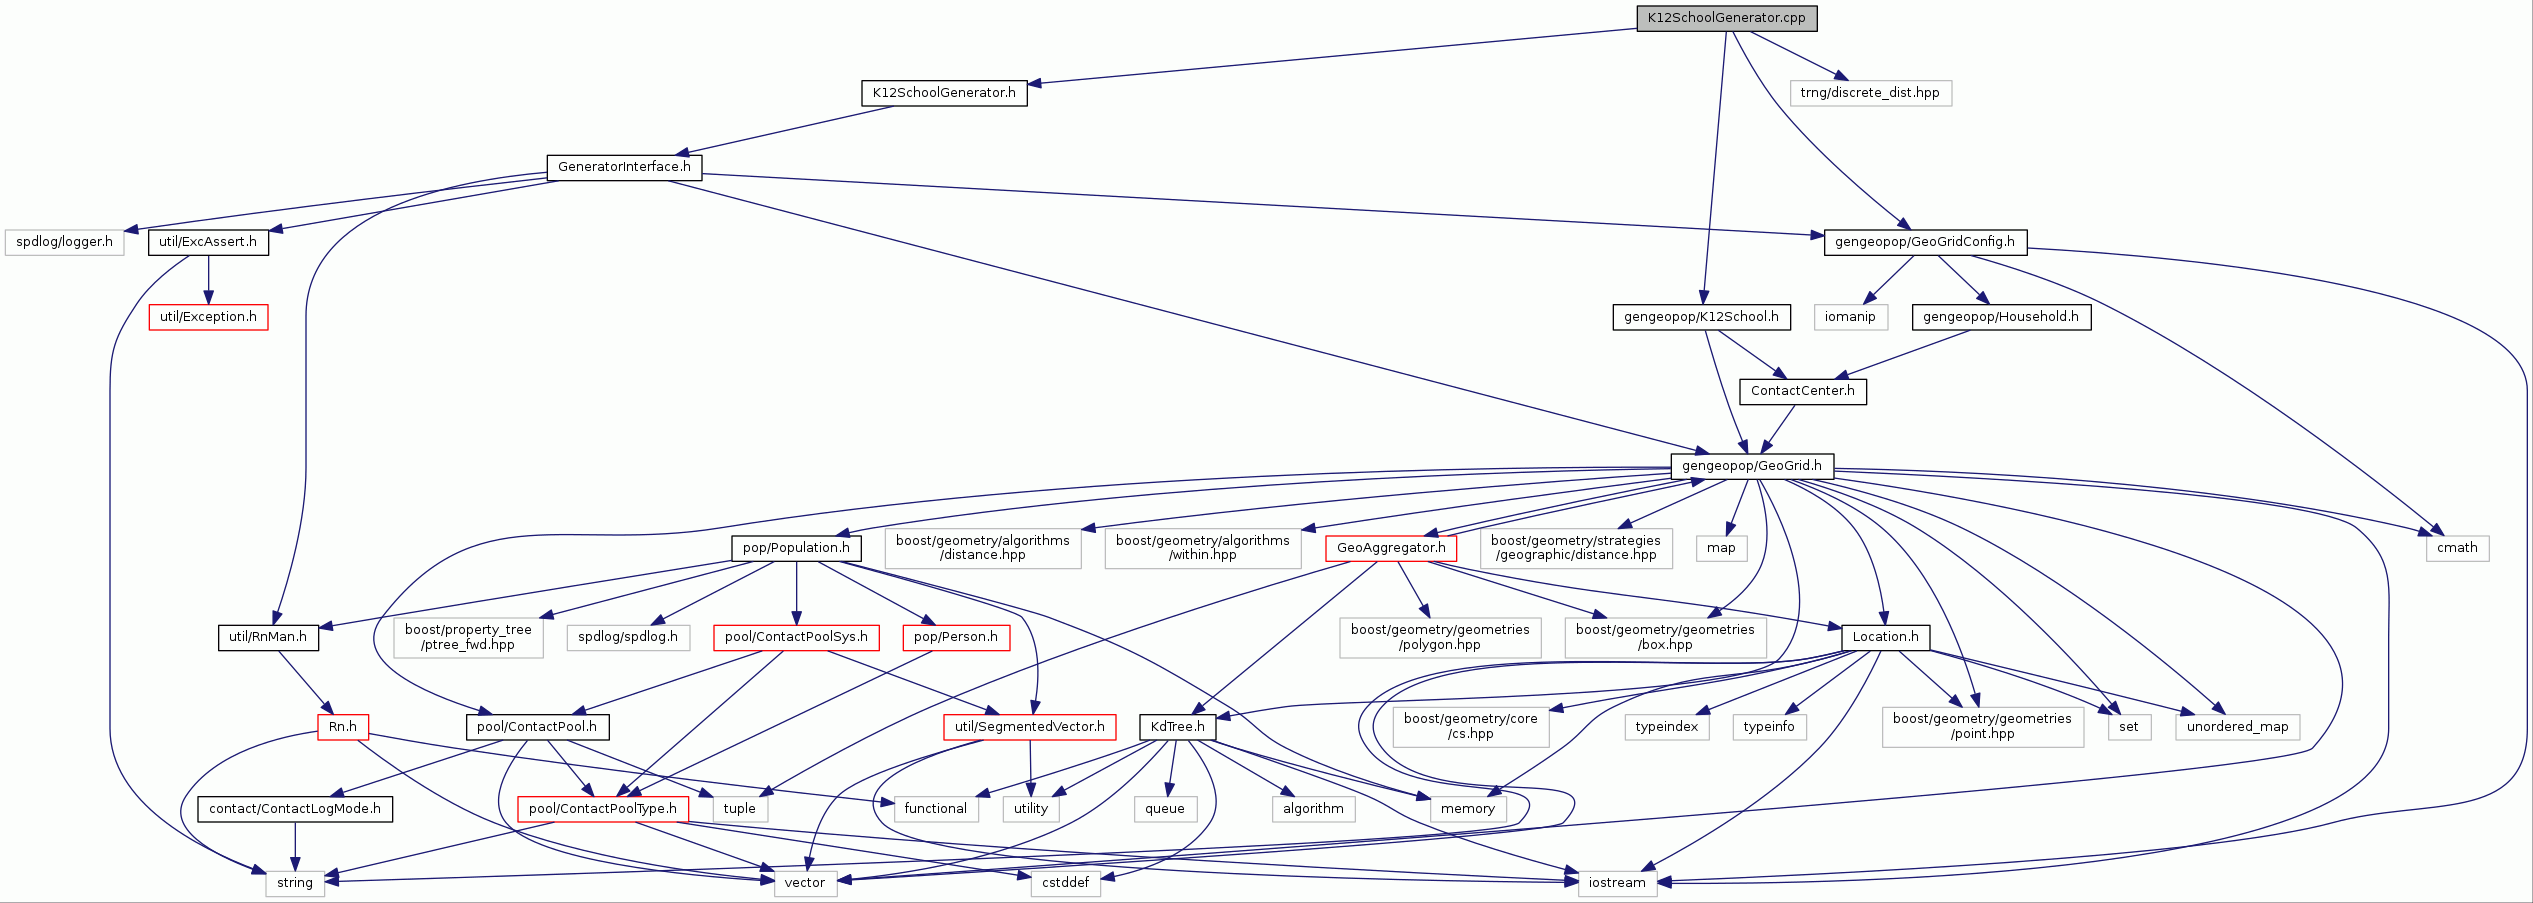 K12SchoolGenerator.cpp
K12SchoolGenerator.h
trng/discrete_dist.hpp
GeneratorInterface.h
spdlog/logger.h
util/ExcAssert.h
gengeopop/GeoGridConfig.h
util/Exception.h
gengeopop/K12School.h
iomanip
gengeopop/Household.h
ContactCenter.h
gengeopop/GeoGrid.h
pop/Population.h
boost/geometry/algorithms
/distance.hpp
boost/geometry/algorithms
/within.hpp
GeoAggregator.h
boost/geometry/strategies
/geographic/distance.hpp
map
cmath
util/RnMan.h
boost/property_tree
/ptree_fwd.hpp
spdlog/spdlog.h
pool/ContactPoolSys.h
pop/Person.h
boost/geometry/geometries
/polygon.hpp
boost/geometry/geometries
/box.hpp
Location.h
Rn.h
pool/ContactPool.h
util/SegmentedVector.h
KdTree.h
boost/geometry/core
/cs.hpp
typeindex
typeinfo
boost/geometry/geometries
/point.hpp
set
unordered_map
contact/ContactLogMode.h
pool/ContactPoolType.h
tuple
functional
utility
queue
algorithm
memory
string
vector
cstddef
iostream